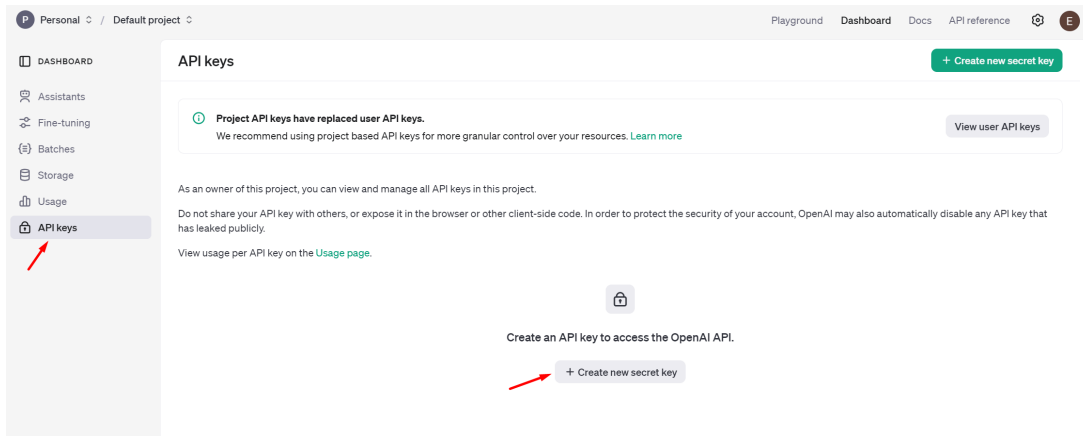 P Personal / Default project
Playground Dashboard Docs API reference E
DASHBOARD
Assistants
Fine-tuning
Batches
Storage
Usage
API keys
API keys
+ Create new secret key
Project API keys have replaced user API keys.
We recommend using project based API keys for more granular control over your resources. Learn more
View user API keys
As an owner of this project, you can view and manage all API keys in this project.
Do not share your API key with others, or expose it in the browser or other client-side code. In order to protect the security of your account, OpenAI may also automatically disable any API key that
has leaked publicly.
View usage per API key on the Usage page.
Create an API key to access the OpenAI API.
+ Create new secret key